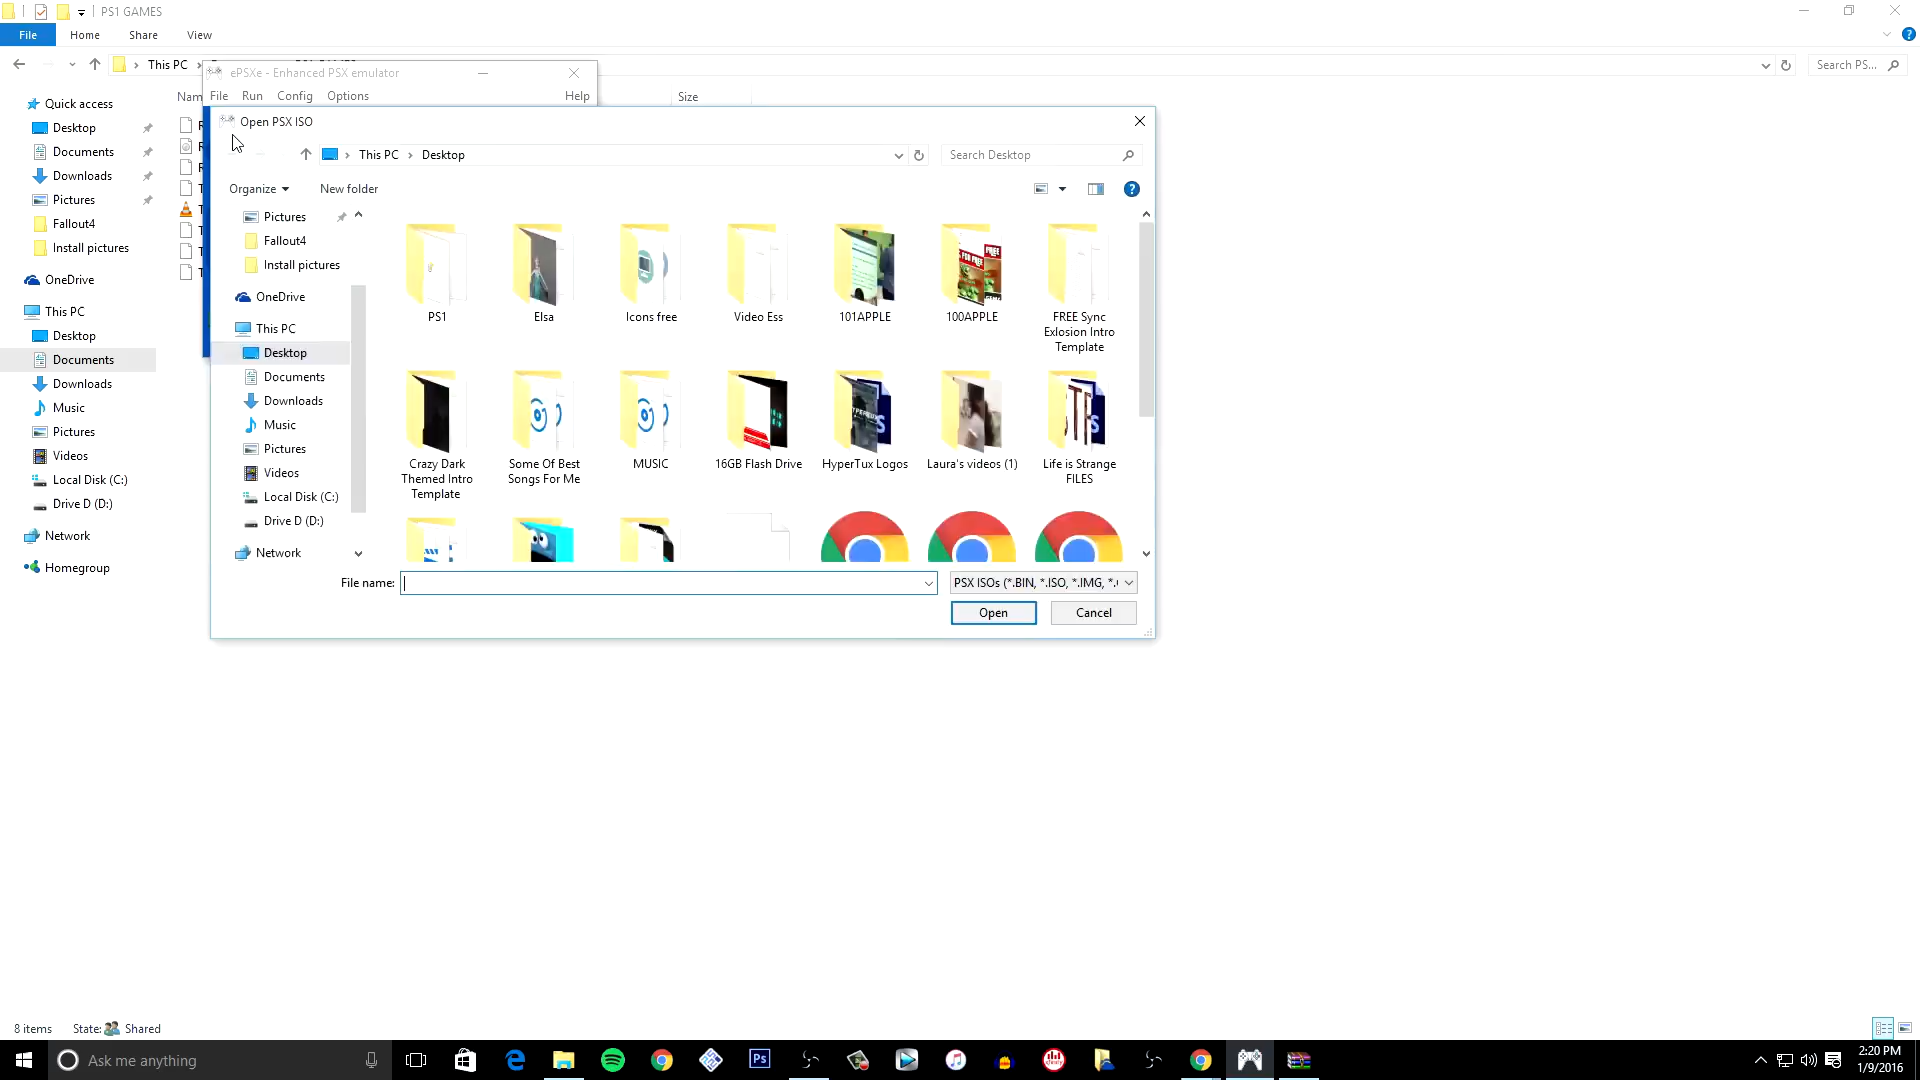 PS1 GAMES
File
Home
Share
View
This PC
Search PS...
ePSXe - Enhanced PSX emulator
File
Run
Config
Options
Help
Size
Quick access
Desktop
Documents
Downloads
Pictures
Fallout4
Install pictures
OneDrive
This PC
Desktop
Documents
Downloads
Music
Pictures
Videos
Local Disk (C:)
Drive D (D:)
Network
Homegroup
Open PSX ISO
This PC
Desktop
Search Desktop
Organize
New folder
Pictures
Fallout4
Install pictures
OneDrive
This PC
Desktop
Documents
Downloads
Music
Pictures
Videos
Local Disk (C:)
Drive D (D:)
Network
PS1
Elsa
Icons free
Video Ess
101APPLE
100APPLE
FREE Sync
Exlosion Intro
Template
Crazy Dark
Themed Intro
Template
Some Of Best
Songs For Me
MUSIC
16GB Flash Drive
HyperTux Logos
Laura's videos (1)
Life is Strange
FILES
File name:
PSX ISOs (*.BIN, *.ISO, *.IMG, *.
Open
Cancel
8 items
State:
Shared
Ask me anything
Ps
2:20 PM
1/9/2016